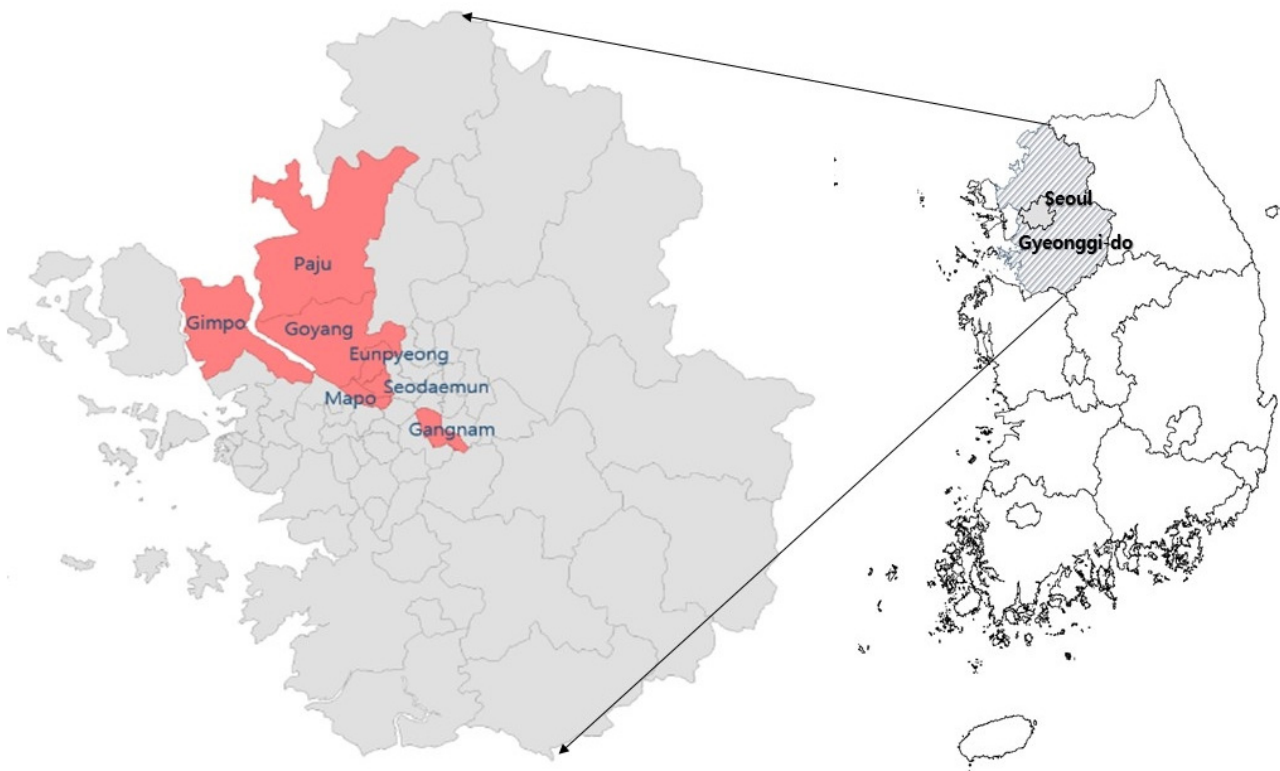 Paju
Gimpo
Goyang
Eunpyeong
Seodaemun
Mapo
Gangnam
Seoul
Gyeonggi-do